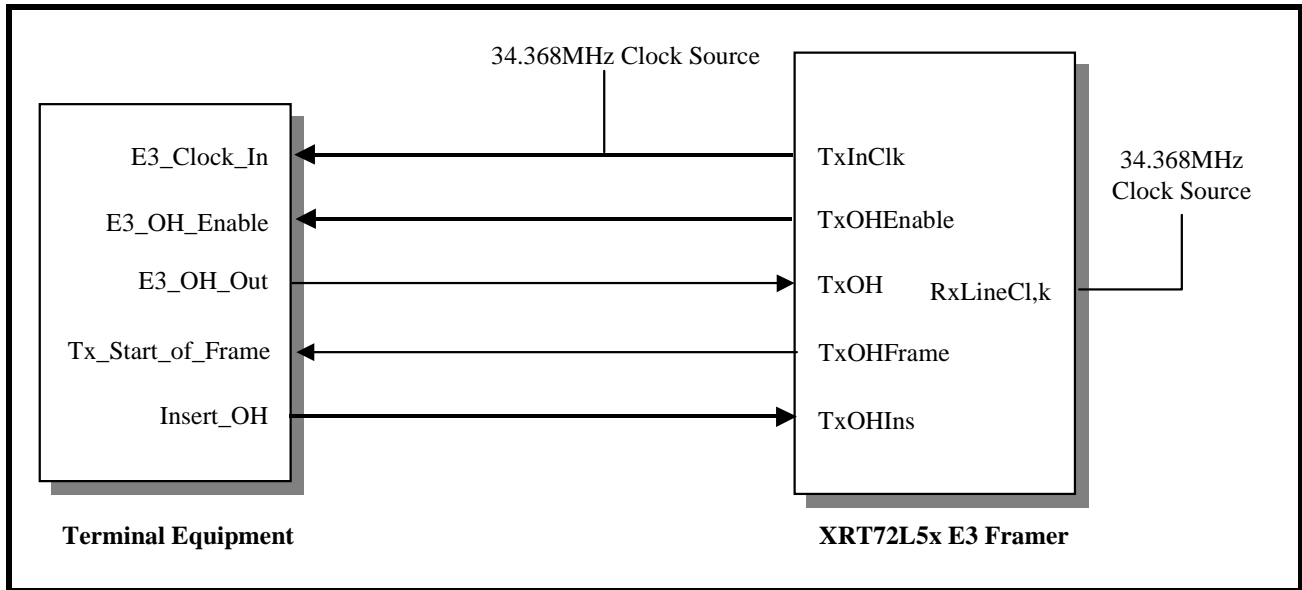 34.368MHz Clock Source
E3_Clock_In
TxInClk
34.368MHz
Clock Source
E3_OH_Enable
TxOHEnable
E3_OH_Out
TxOH
RxLineCl,k
Tx_Start_of_Frame
TxOHFrame
Insert_OH
TxOHIns
Terminal Equipment
XRT72L5x E3 Framer